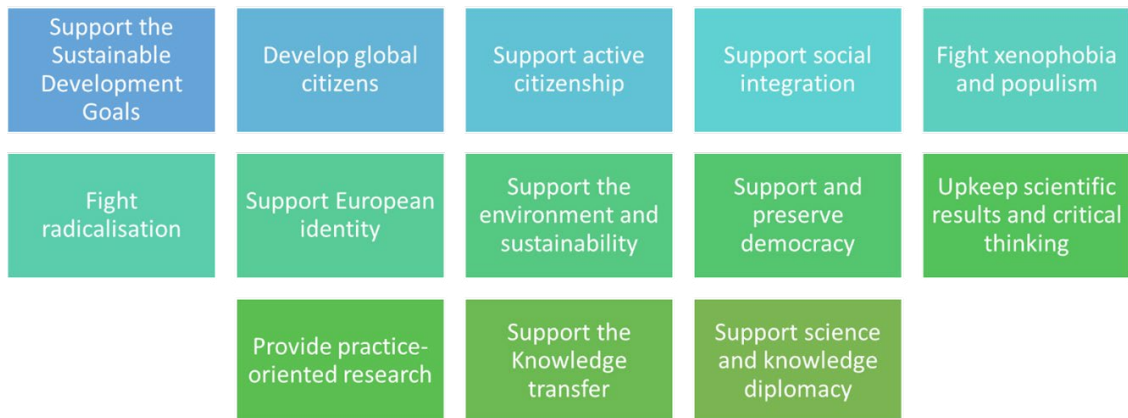 Support the
Sustainable
Development
Goals
Develop global
citizens
Support active
citizenship
Support social
integration
Fight xenophobia
and populism
Fight
radicalisation
Support European
identity
Support the
environment and
sustainability
Support and
preserve
democracy
Upkeep scientific
results and critical
thinking
Provide practice-
oriented research
Support the
Knowledge
transfer
Support science
and knowledge
diplomacy